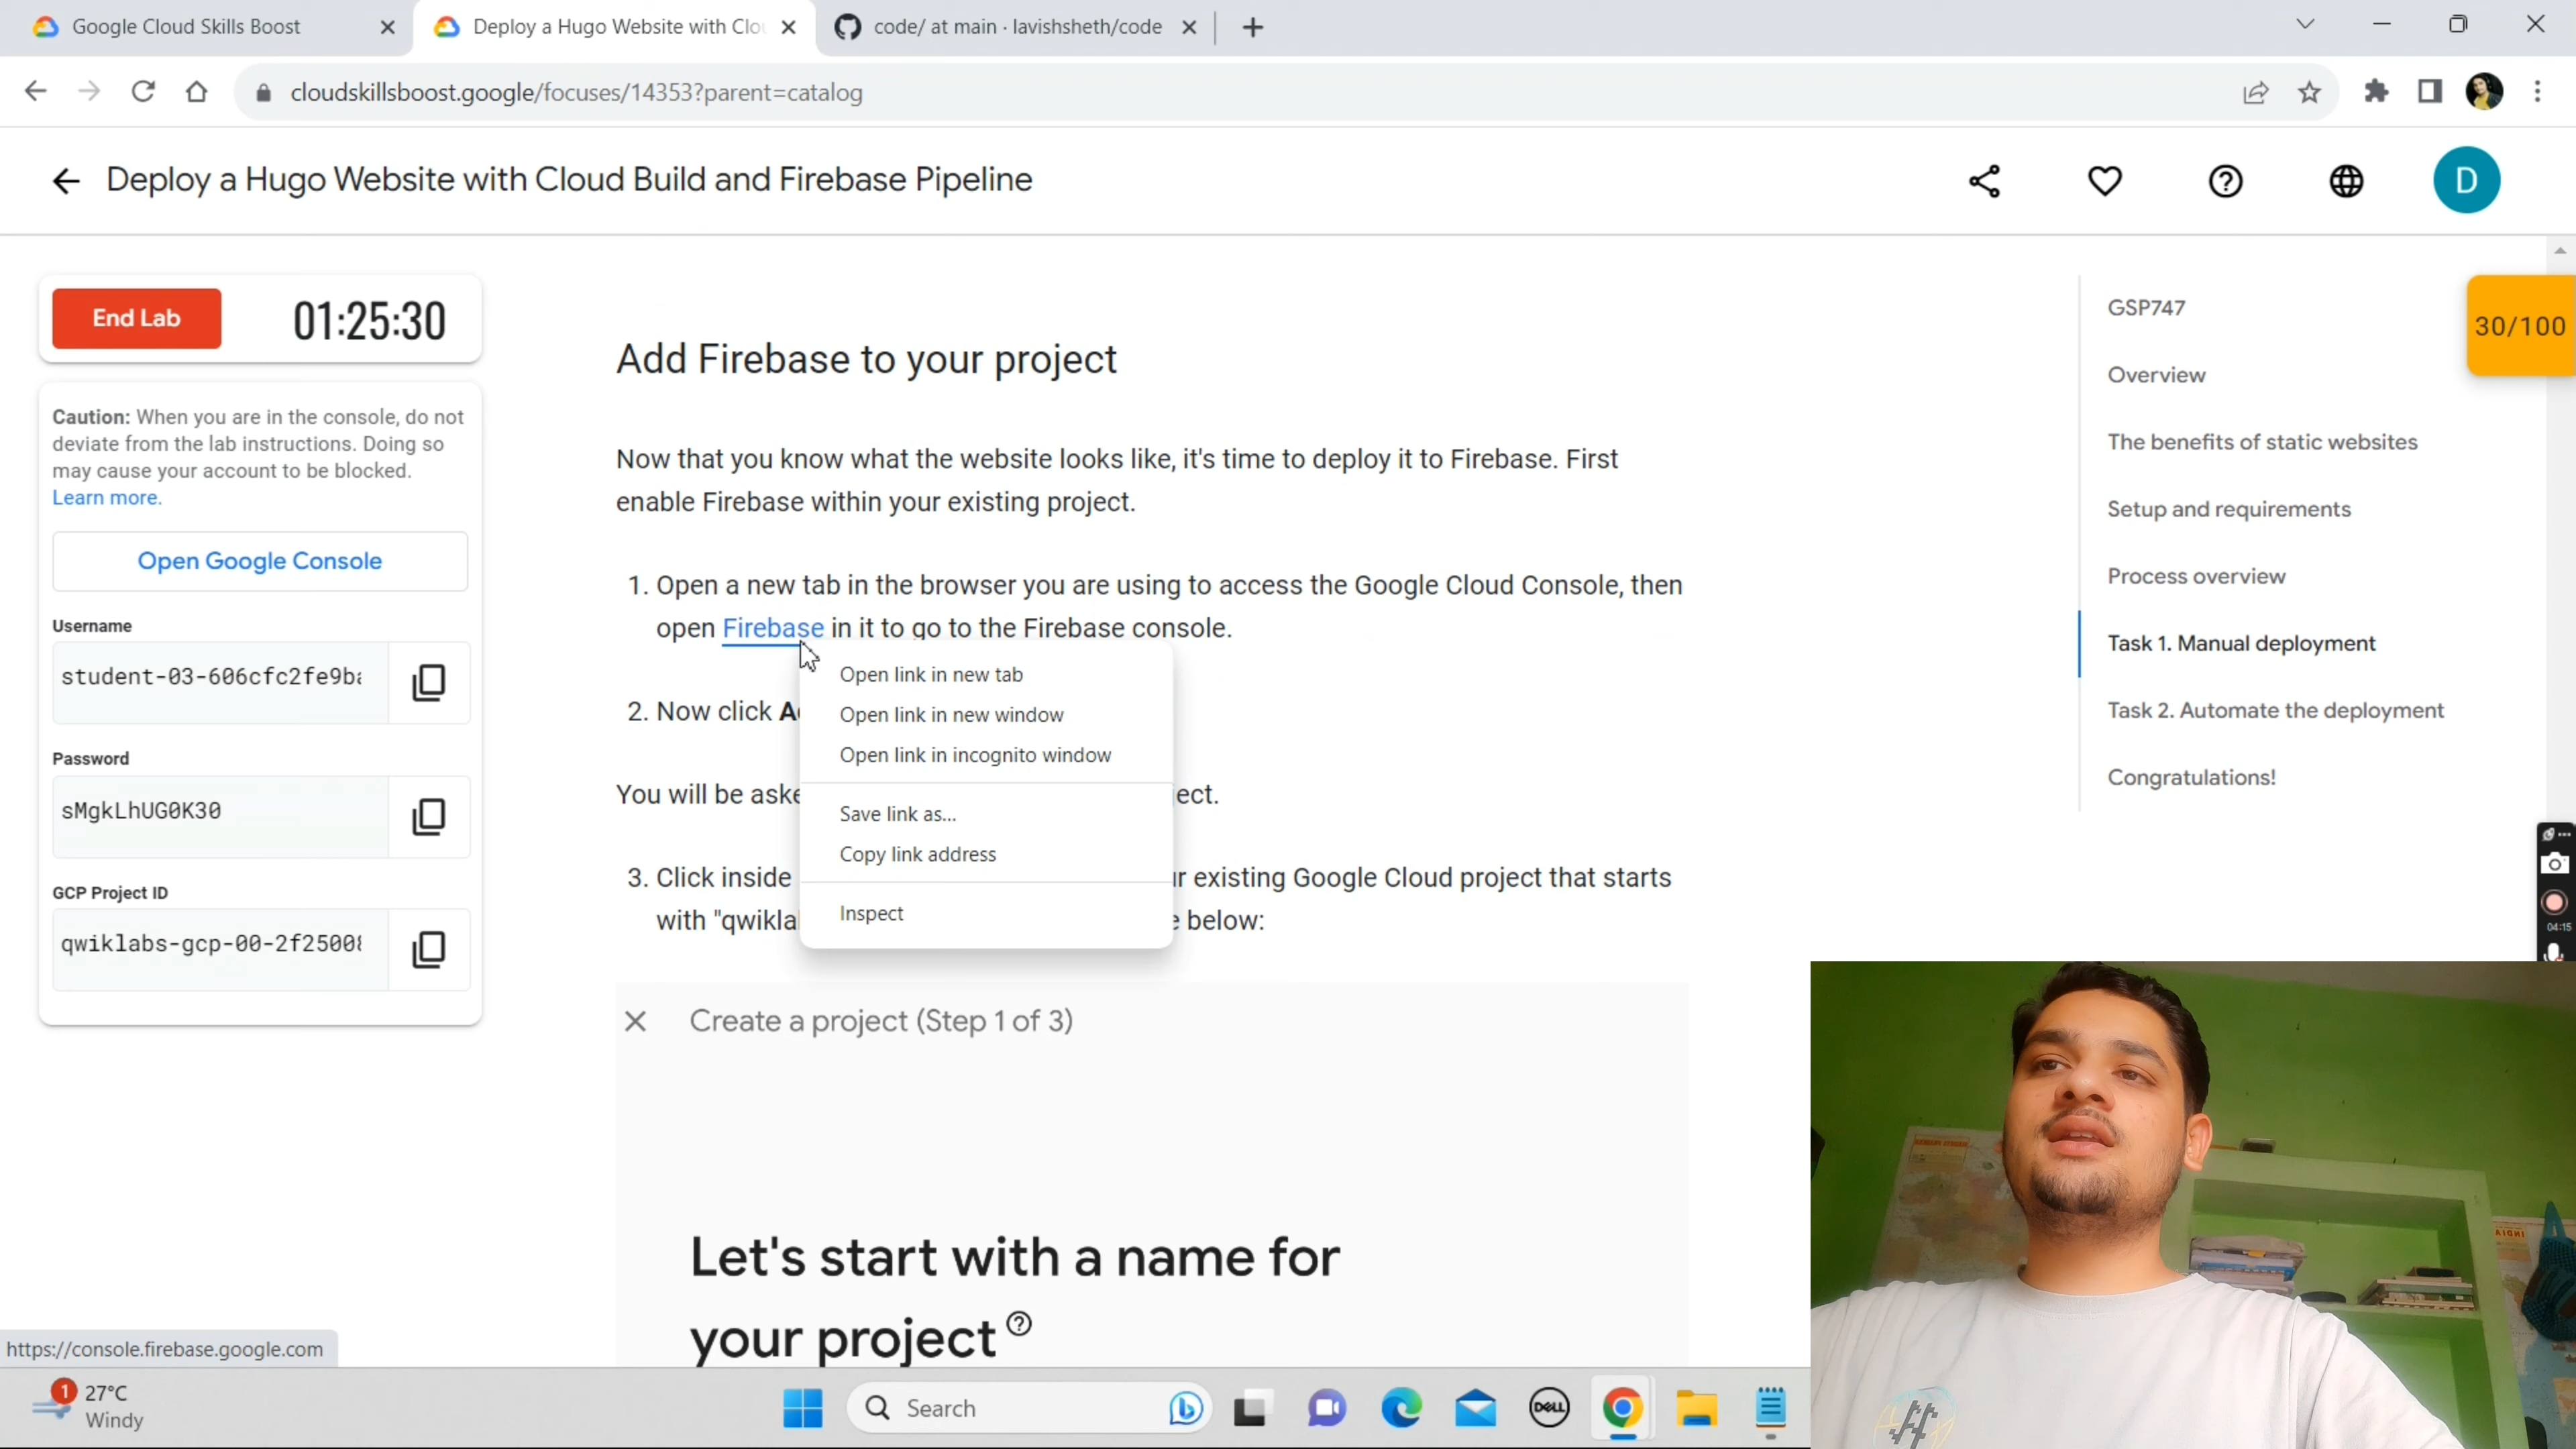 Google Cloud Skills Boost
Deploy a Hugo Website with Clo
code/ at main · lavishsheth/code
cloudskillsboost.google/focuses/14353?parent=catalog
Deploy a Hugo Website with Cloud Build and Firebase Pipeline
D
End Lab
01:25:30
Caution: When you are in the console, do not
deviate from the lab instructions. Doing so
may cause your account to be blocked.
Learn more.
Open Google Console
Username
student-03-606cfc2fe9ba
Password
sMgkLhUG0K30
GCP Project ID
qwiklabs-gcp-00-2f25008
Add Firebase to your project
Now that you know what the website looks like, it's time to deploy it to Firebase. First
enable Firebase within your existing project.
1. Open a new tab in the browser you are using to access the Google Cloud Console, then
open Firebase in it to go to the Firebase console.
2. Now click
You will be aske ject.
3. Click inside existing Google Cloud project that starts
with "qwikla below:
Open link in new tab
Open link in new window
Open link in incognito window
Save link as...
Copy link address
Inspect
Create a project (Step 1 of 3)
Let's start with a name for
your project
GSP747
Overview
The benefits of static websites
Setup and requirements
Process overview
Task 1. Manual deployment
Task 2. Automate the deployment
Congratulations!
30/100
04:15
https://console.firebase.google.com
1
27°C
Windy
Search
DELL
INDIA